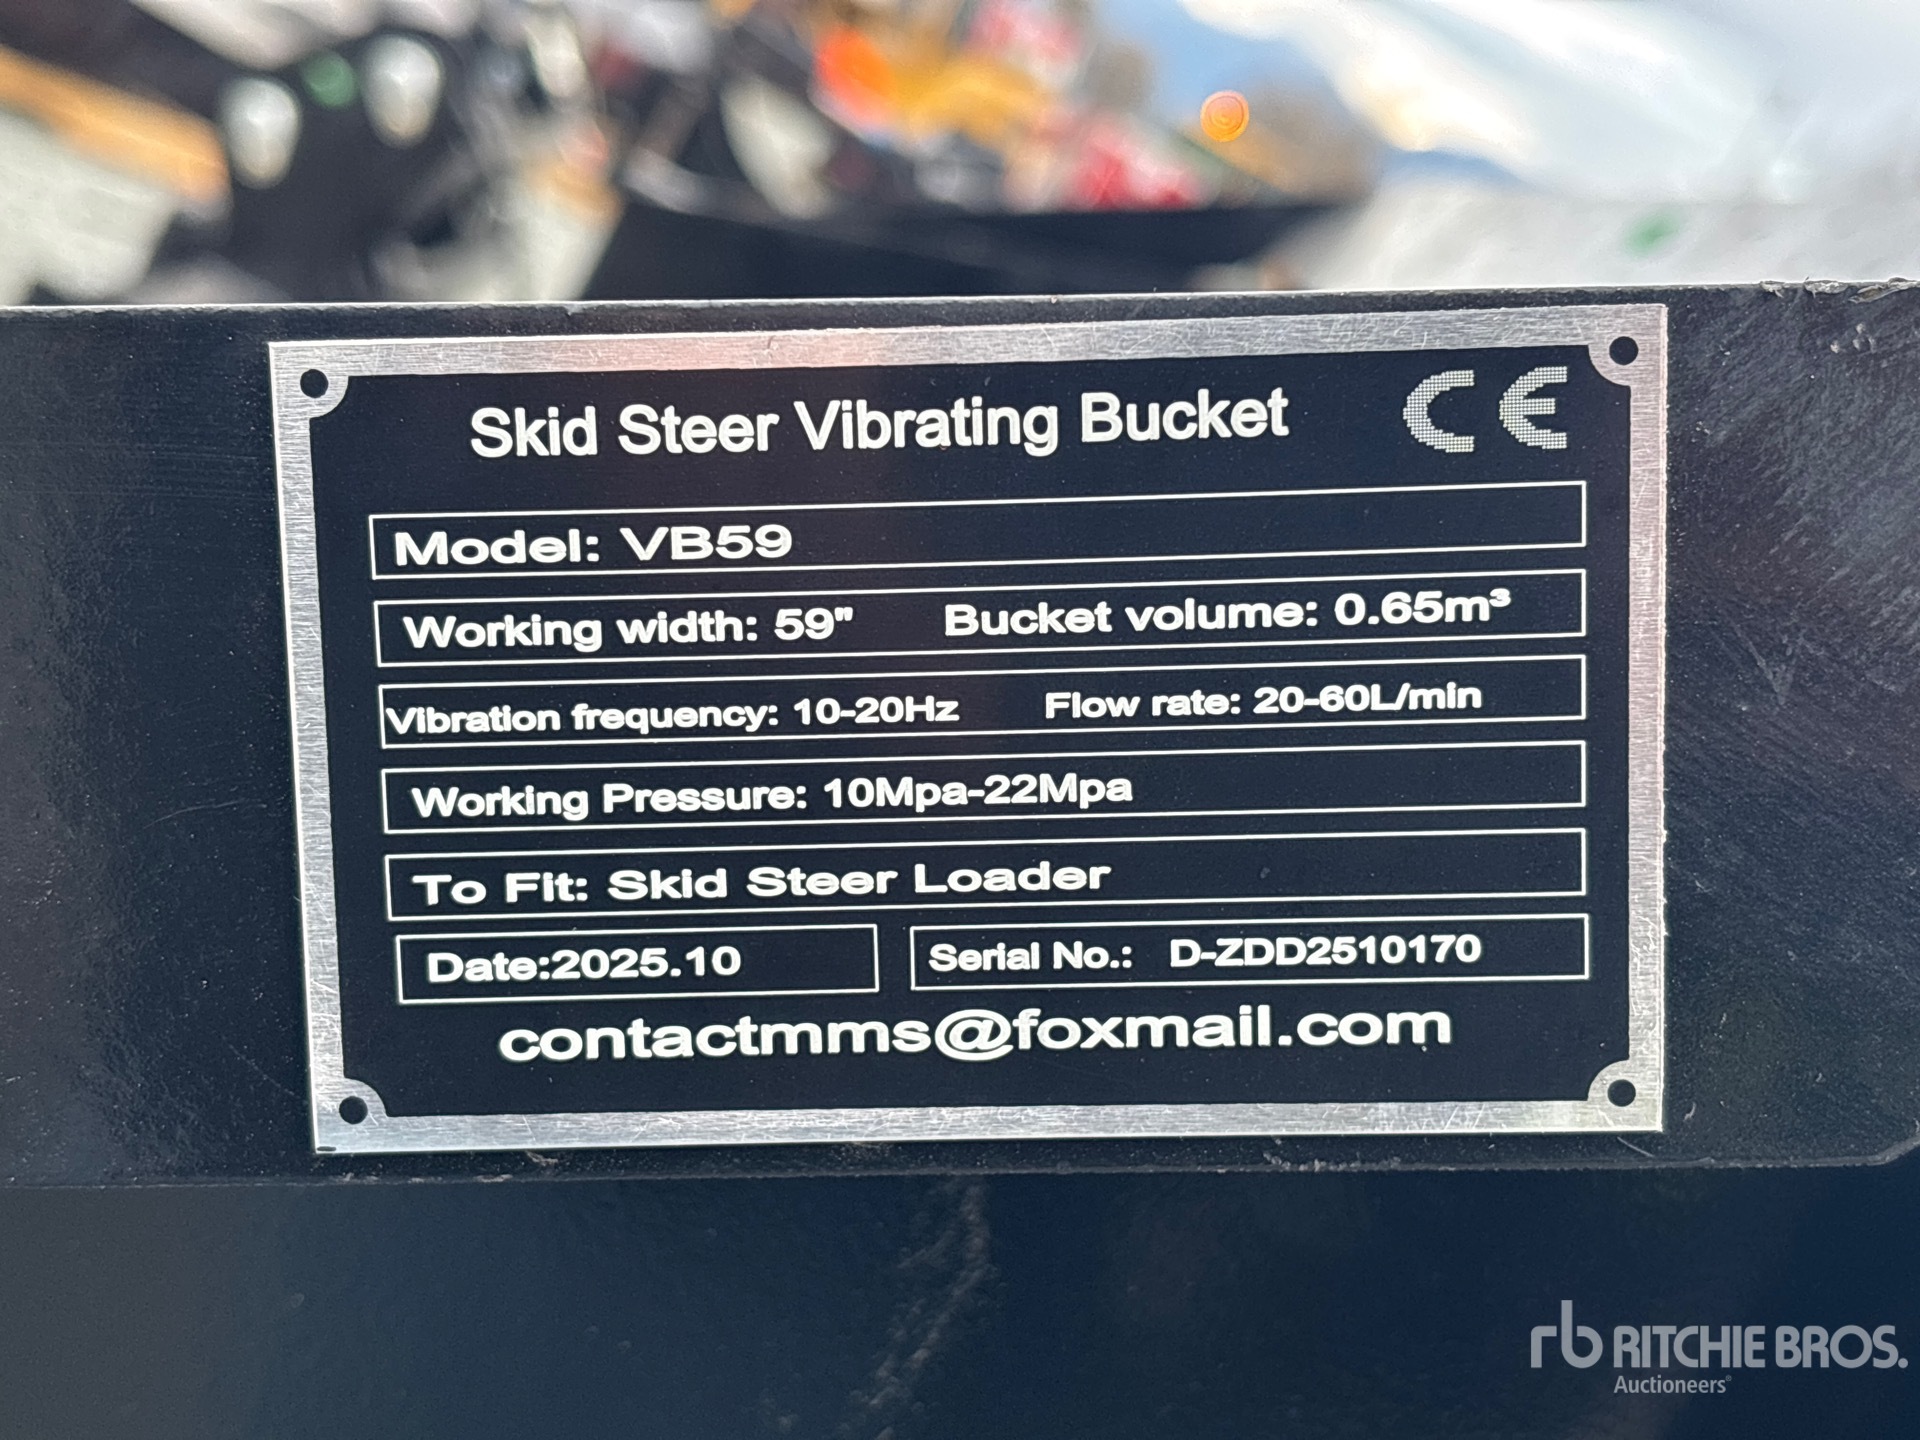 Skid Steer Vibrating Bucket CE
Model: VB59
Working width: 59" Bucket volume: 0.65m³
Vibration frequency: 10-20Hz Flow rate: 20-60L/min
Working Pressure: 10Mpa-22Mpa
To Fit: Skid Steer Loader
Date:2025.10 Serial No.: D-ZDD2510170
contactmms@foxmail.com
rb RITCHIE BROS.
Auctioneers®